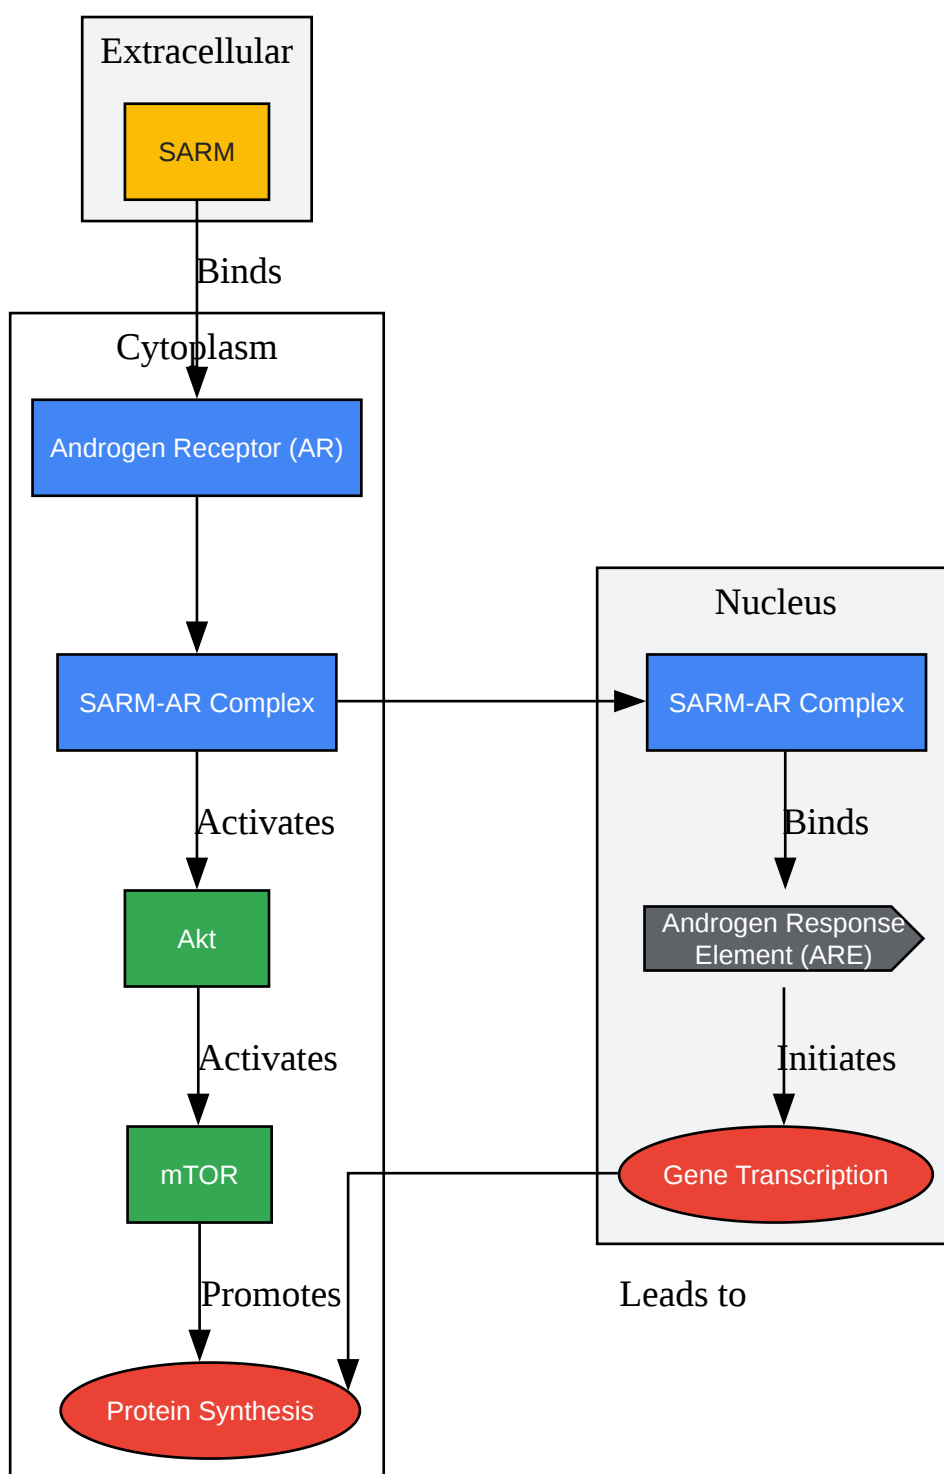 Extracellular
SARM
Binds
Cytoplasm
Androgen Receptor (AR)
Nucleus
SARM-AR Complex
SARM-AR Complex
Activates
Binds
Akt
Androgen Response
Element (ARE)
Activates
Initiates
mTOR
Gene Transcription
Promotes
Leads to
Protein Synthesis